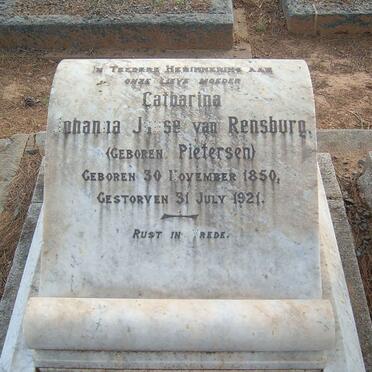 In Teedere Herinnering aan
onze Lieve Moeder
Catharina
phania J se van Rensburg,
(Geboren Pietersen)
Geboren 30 November 1850,
Gestorven 31 July 1921.
Rust in rede.